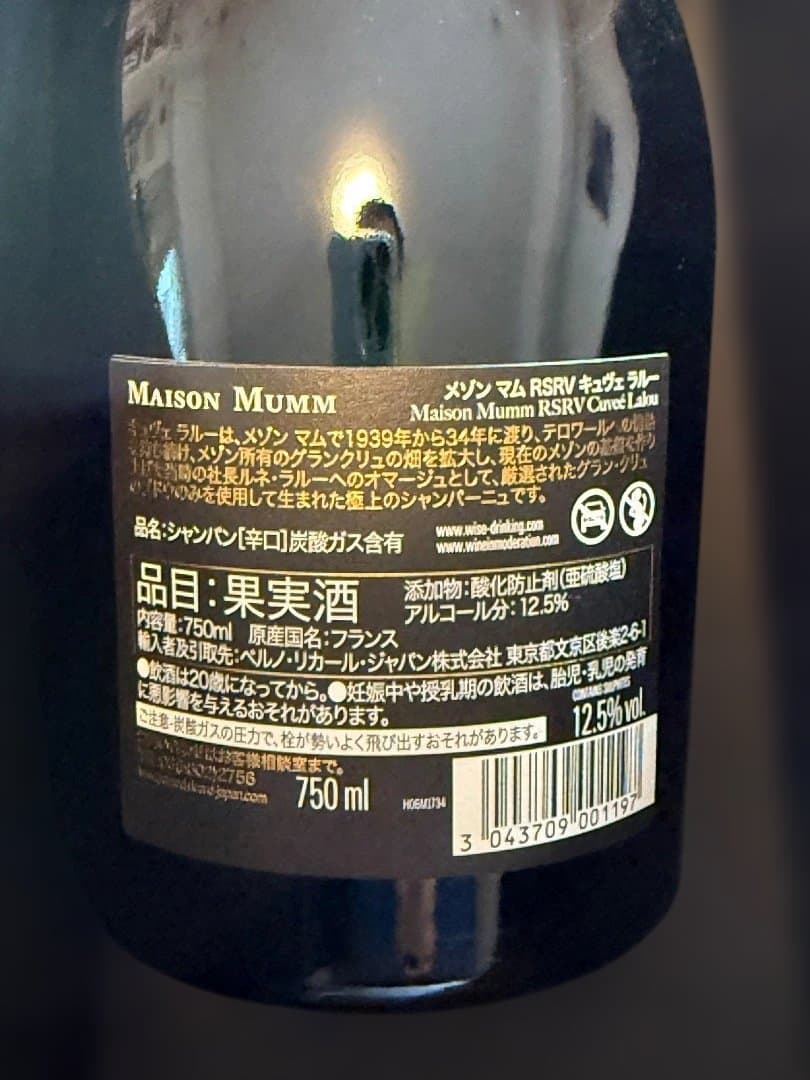 MAISON MUMM
メゾン マム RSRV キュヴェ ラルー
Maison Mumm RSRV Cuveé Lalou
キュヴェ ラルーは、メゾン マムで1939年から34年に渡り、テロワールへの情熱
け、メゾン所有のグランクリュの畑を拡大し、現在のメゾンの基盤を作り
の社長ルネ・ラルーへのオマージュとして、厳選されたグラン・クリュ
のみを使用して生まれた極上のシャンパーニュです。
品名:シャンパン[辛口]炭酸ガス含有
www.wise-drinking.com
www.wineinmoderation.com
品目:果実酒
添加物:酸化防止剤(亜硫酸塩)
アルコール分:12.5%
内容量:750ml 原産国名:フランス
輸入者及引取先:ペルノ・リカール・ジャパン株式会社 東京都文京区後楽2-6-1
●飲酒は20歳になってから。●妊娠中や授乳期の飲酒は、胎児・乳児の発育
に悪影響を与えるおそれがあります。
CONTAINS SULPHITES
12.5% vol.
ご注意-炭酸ガスの圧力で、栓が勢いよく飛び出すおそれがあります。
お客様相談室まで。
2756
750 ml
H06M1734
3 043709 001197